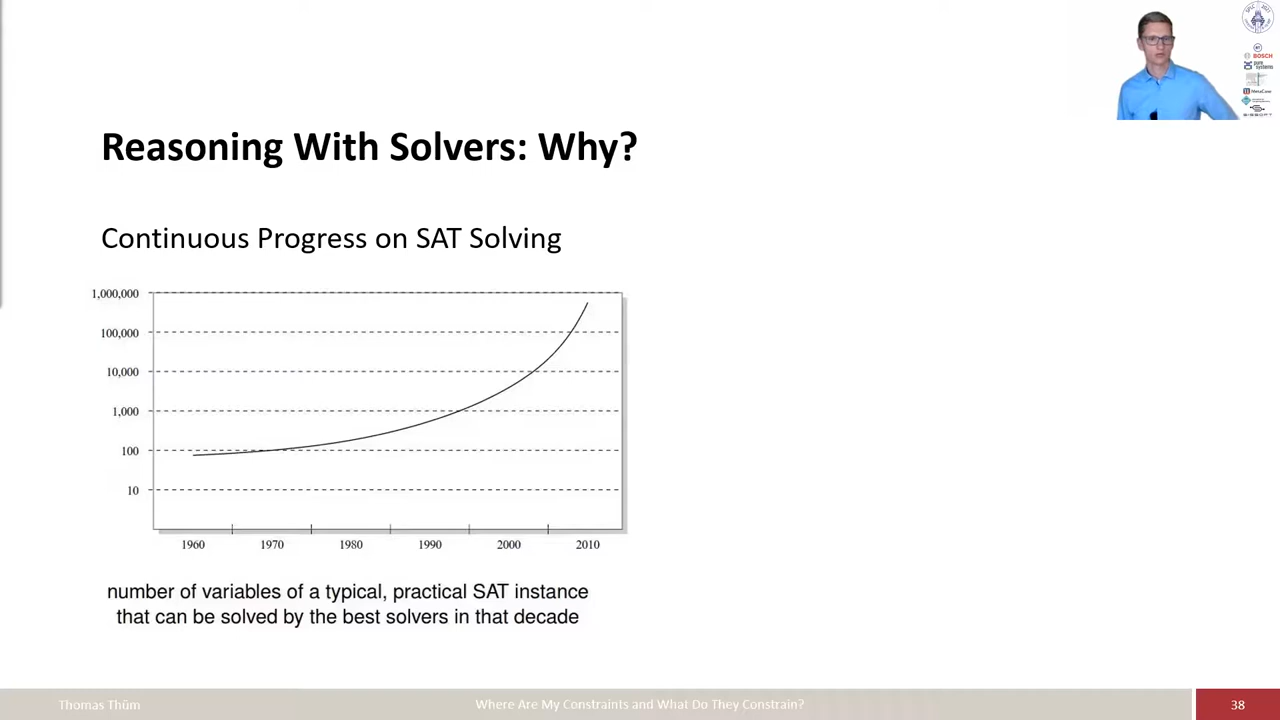 Reasoning With Solvers: Why?
Continuous Progress on SAT Solving
1,000,000
100,000
10,000
1,000
100
10
1960 1970 1980 1990 2000 2010
number of variables of a typical, practical SAT instance
that can be solved by the best solvers in that decade
BOSCH
Thomas Thüm
Where Are My Constraints and What Do They Constrain?
38